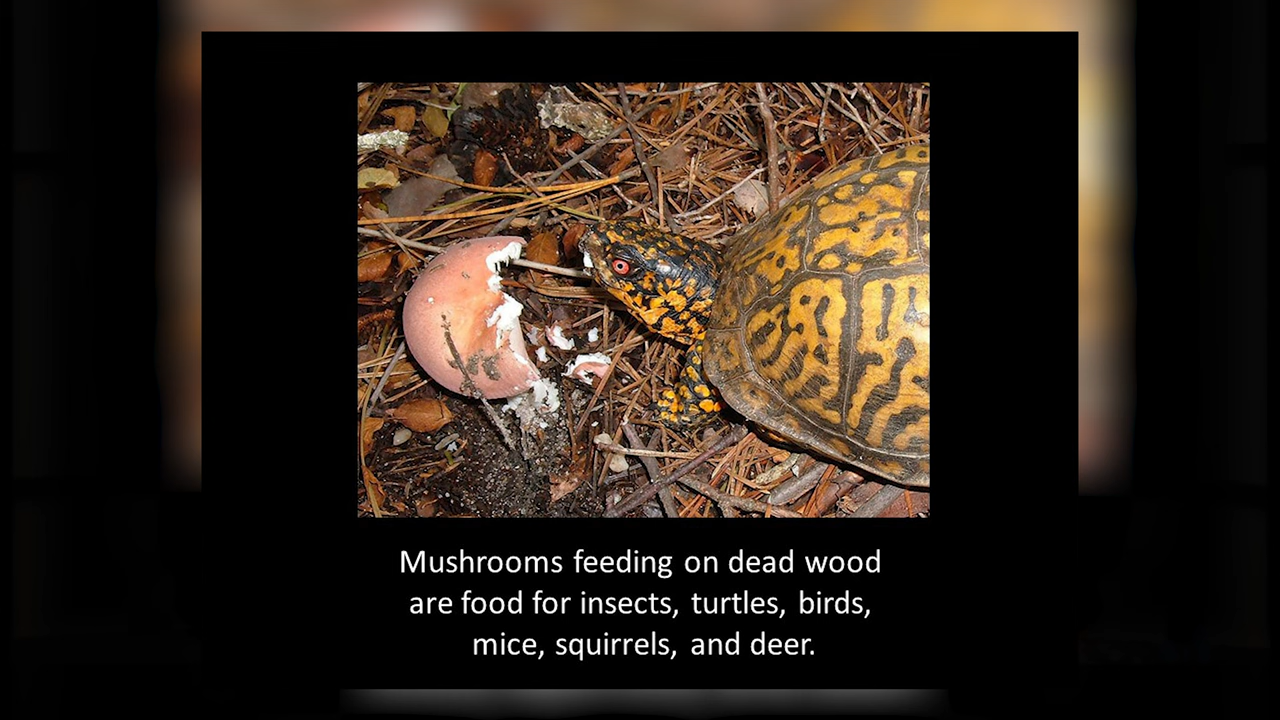 Mushrooms feeding on dead wood
are food for insects, turtles, birds,
mice, squirrels, and deer.